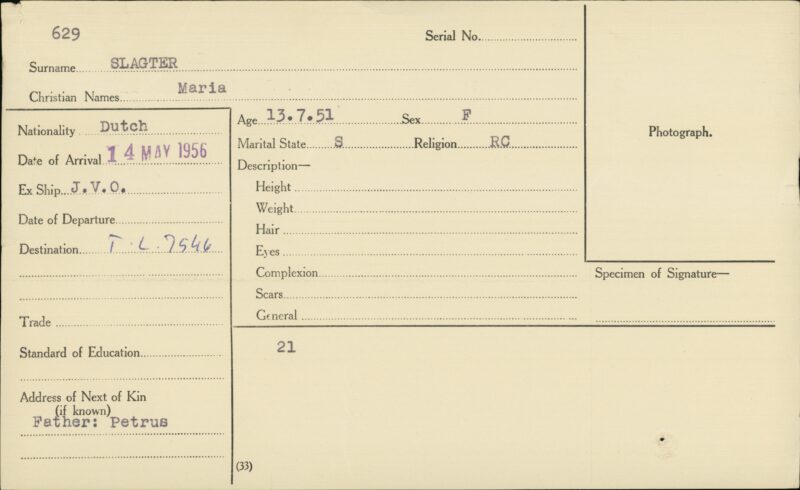 629
Serial No.
Surname SLAGTER
Christian Names Maria
Nationality Dutch
Date of Arrival 14 MAY 1956
Ex Ship J.V.O.
Date of Departure
Destination T.L. 7546
Trade
Standard of Education
Address of Next of Kin
(if known)
Father: Petrus
Age 13.7.51 Sex F
Marital State S Religion RC
Description—
Height
Weight
Hair
Eyes
Complexion
Scars
General
21
(33)
Photograph.
Specimen of Signature—